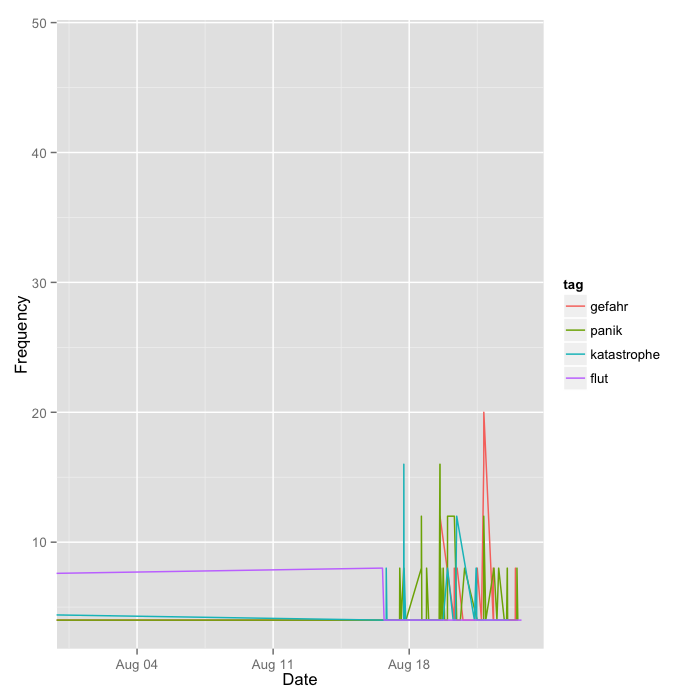 50
40
30
20
10
Frequency
Aug 04
Aug 11
Aug 18
Date
tag
gefahr
panik
katastrophe
flut